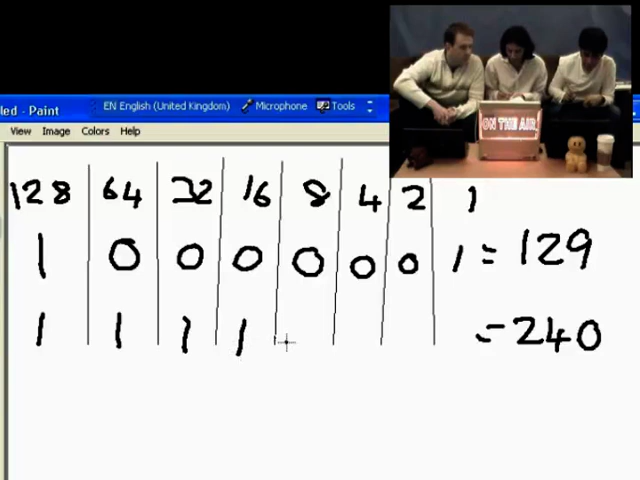 ON THE AIR
led - Paint
EN English (United Kingdom) Microphone Tools
View Image Colors Help
128 64 32 16 8 4 2 1
1 0 0 0 0 0 0 1 = 129
1 1 1 1 = 240